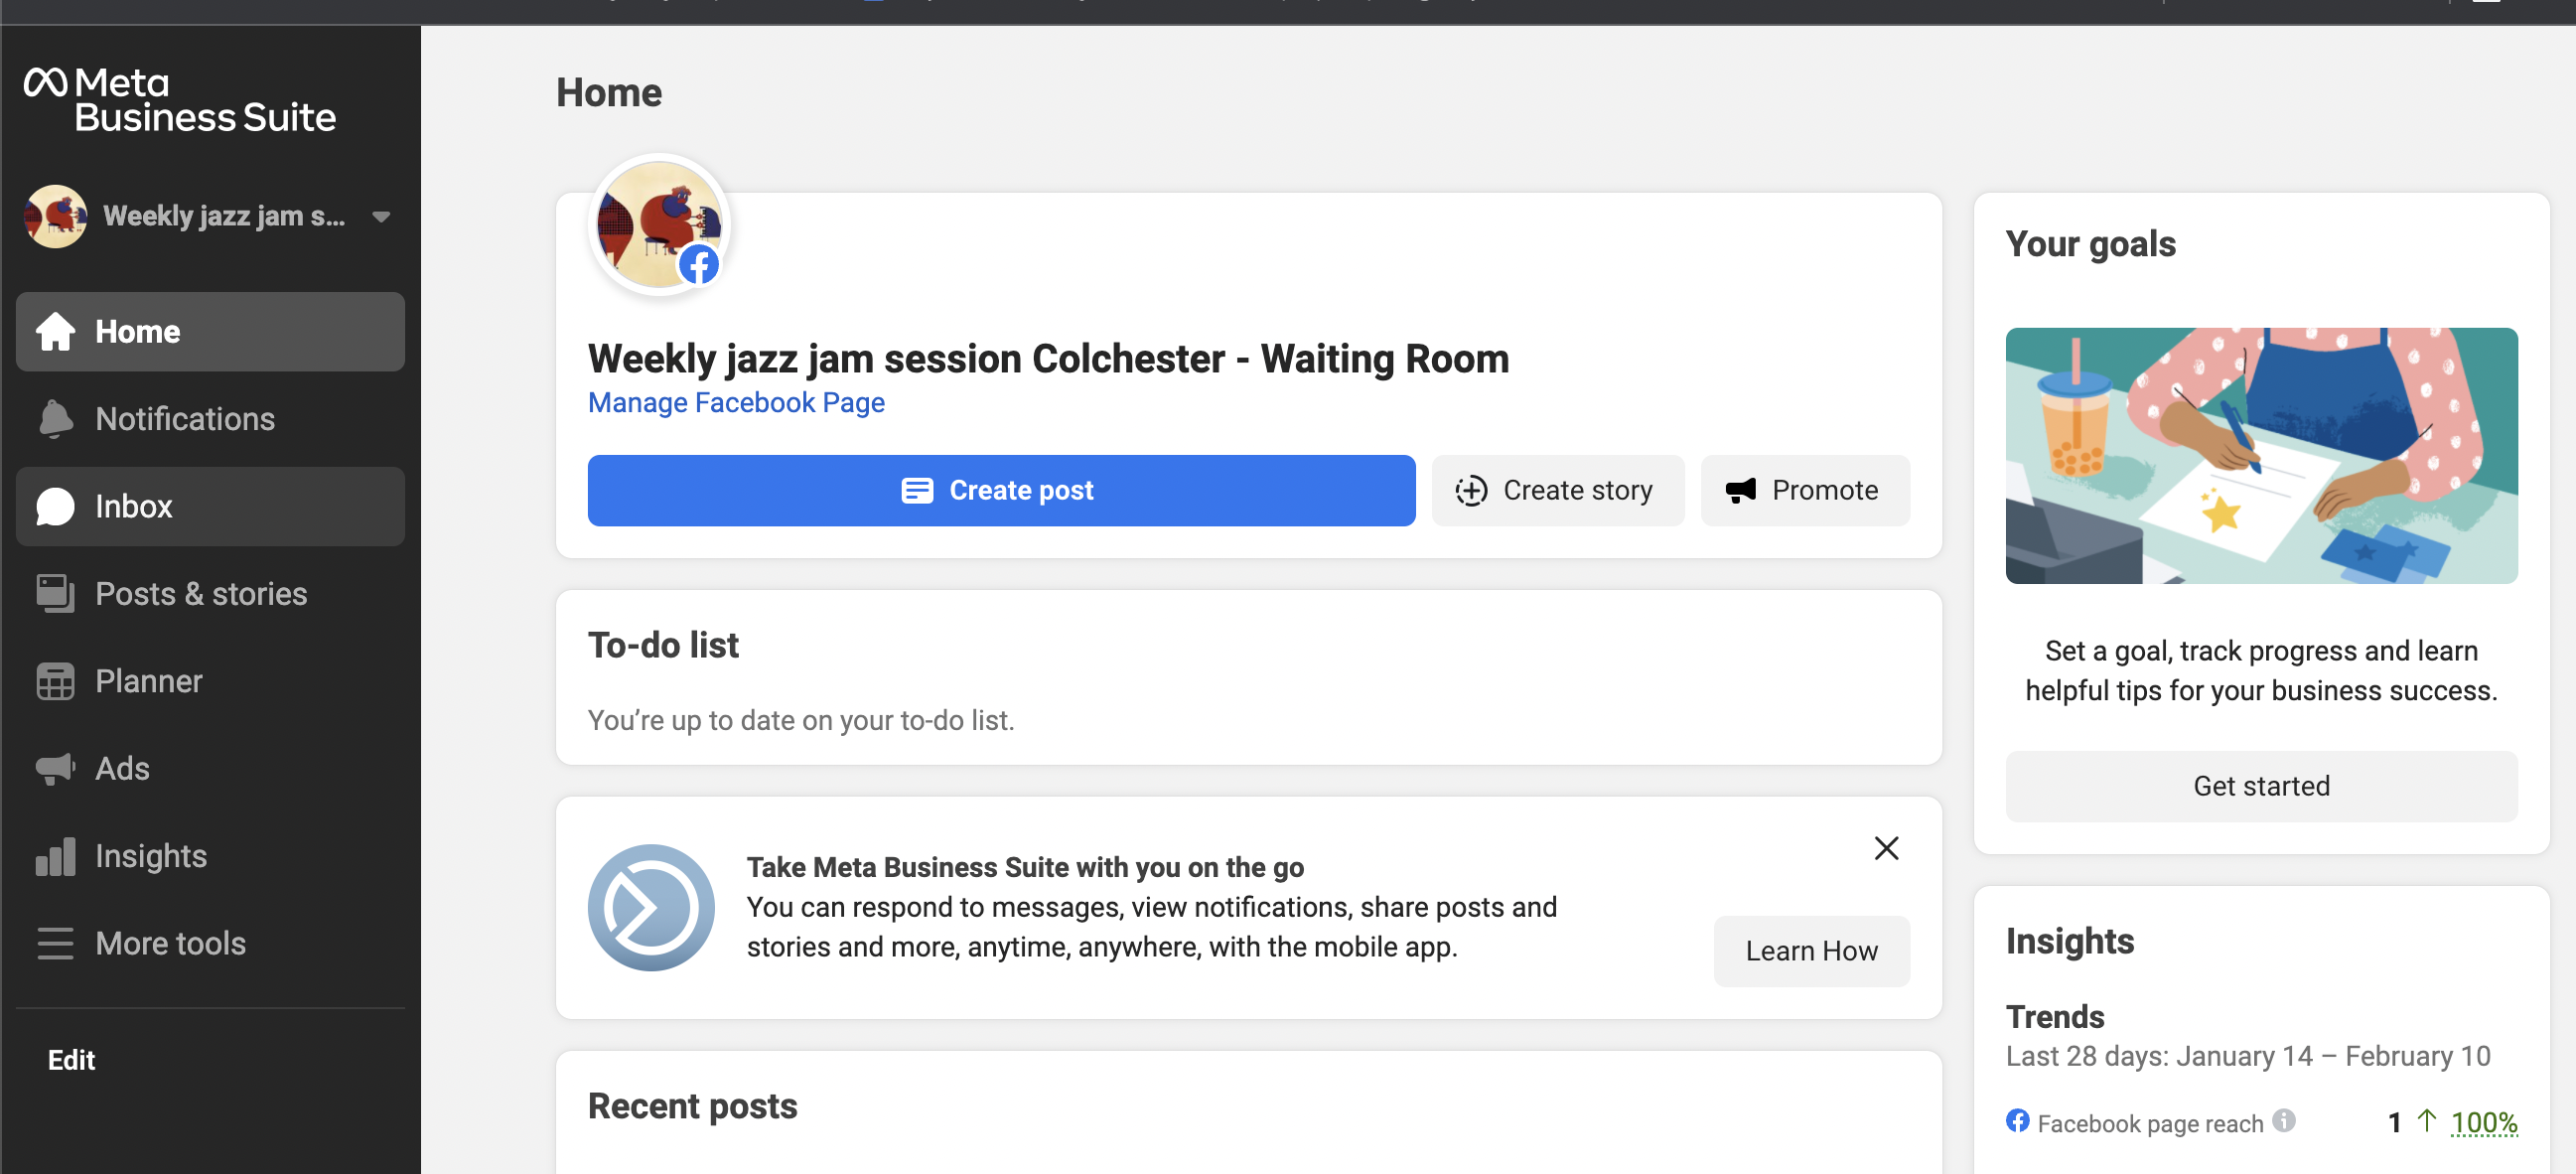 Meta
Business Suite
Weekly jazz jam s...
Home
Notifications
Inbox
Posts & stories
Planner
Ads
Insights
More tools
Edit
Home
Weekly jazz jam session Colchester - Waiting Room
Manage Facebook Page
Create post
Create story
Promote
To-do list
You’re up to date on your to-do list.
Take Meta Business Suite with you on the go
You can respond to messages, view notifications, share posts and
stories and more, anytime, anywhere, with the mobile app.
Learn How
Recent posts
Your goals
Set a goal, track progress and learn
helpful tips for your business success.
Get started
Insights
Trends
Last 28 days: January 14 – February 10
Facebook page reach 1 ↑ 100%